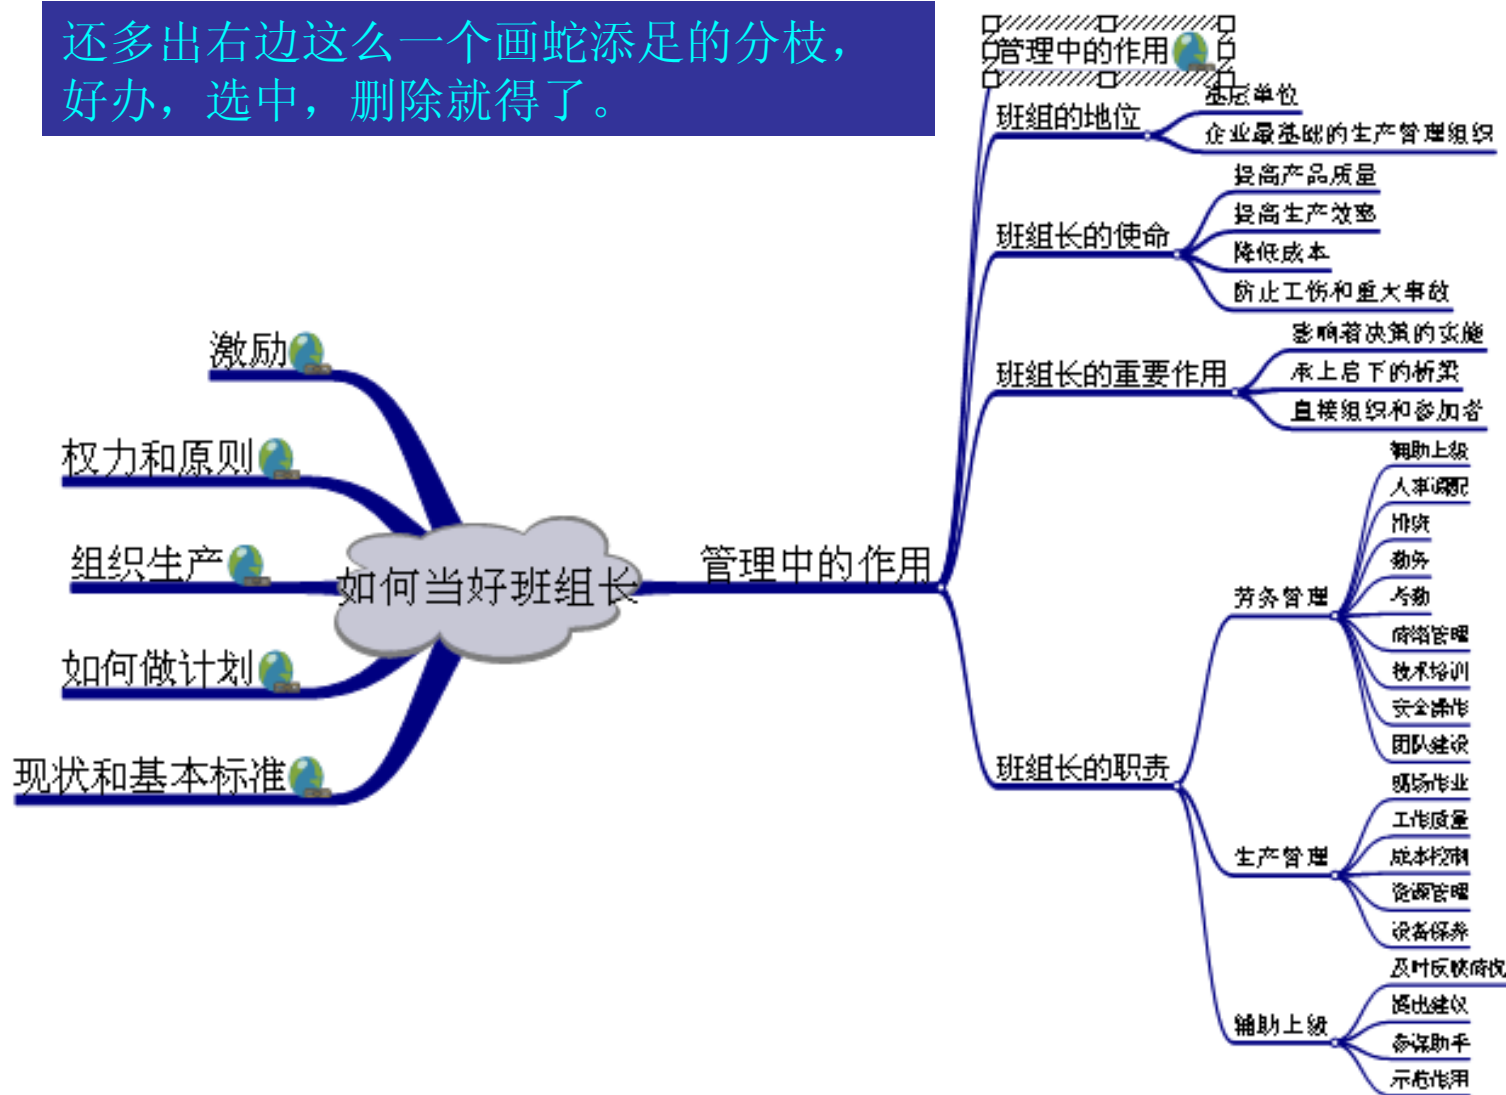 还多出右边这么一个画蛇添足的分枝，
好办，选中，删除就得了。
管理中的作用
班组的地位
基层单位
企业最基础的生产管理组织
班组长的使命
提高产品质量
提高生产效率
降低成本
防止工伤和重大事故
班组长的重要作用
影响着决策的实施
承上启下的桥梁
直接组织和参加者
激励
权力和原则
组织生产
如何做计划
现状和基本标准
如何当好班组长
管理中的作用
班组长的职责
劳务管理
辅助上级
人事调配
排班
勤务
考勤
情绪管理
技术培训
安全操作
团队建设
生产管理
现场作业
工作质量
成本控制
资源管理
设备保养
辅助上级
及时反映情况
提出建议
参谋助手
示范作用